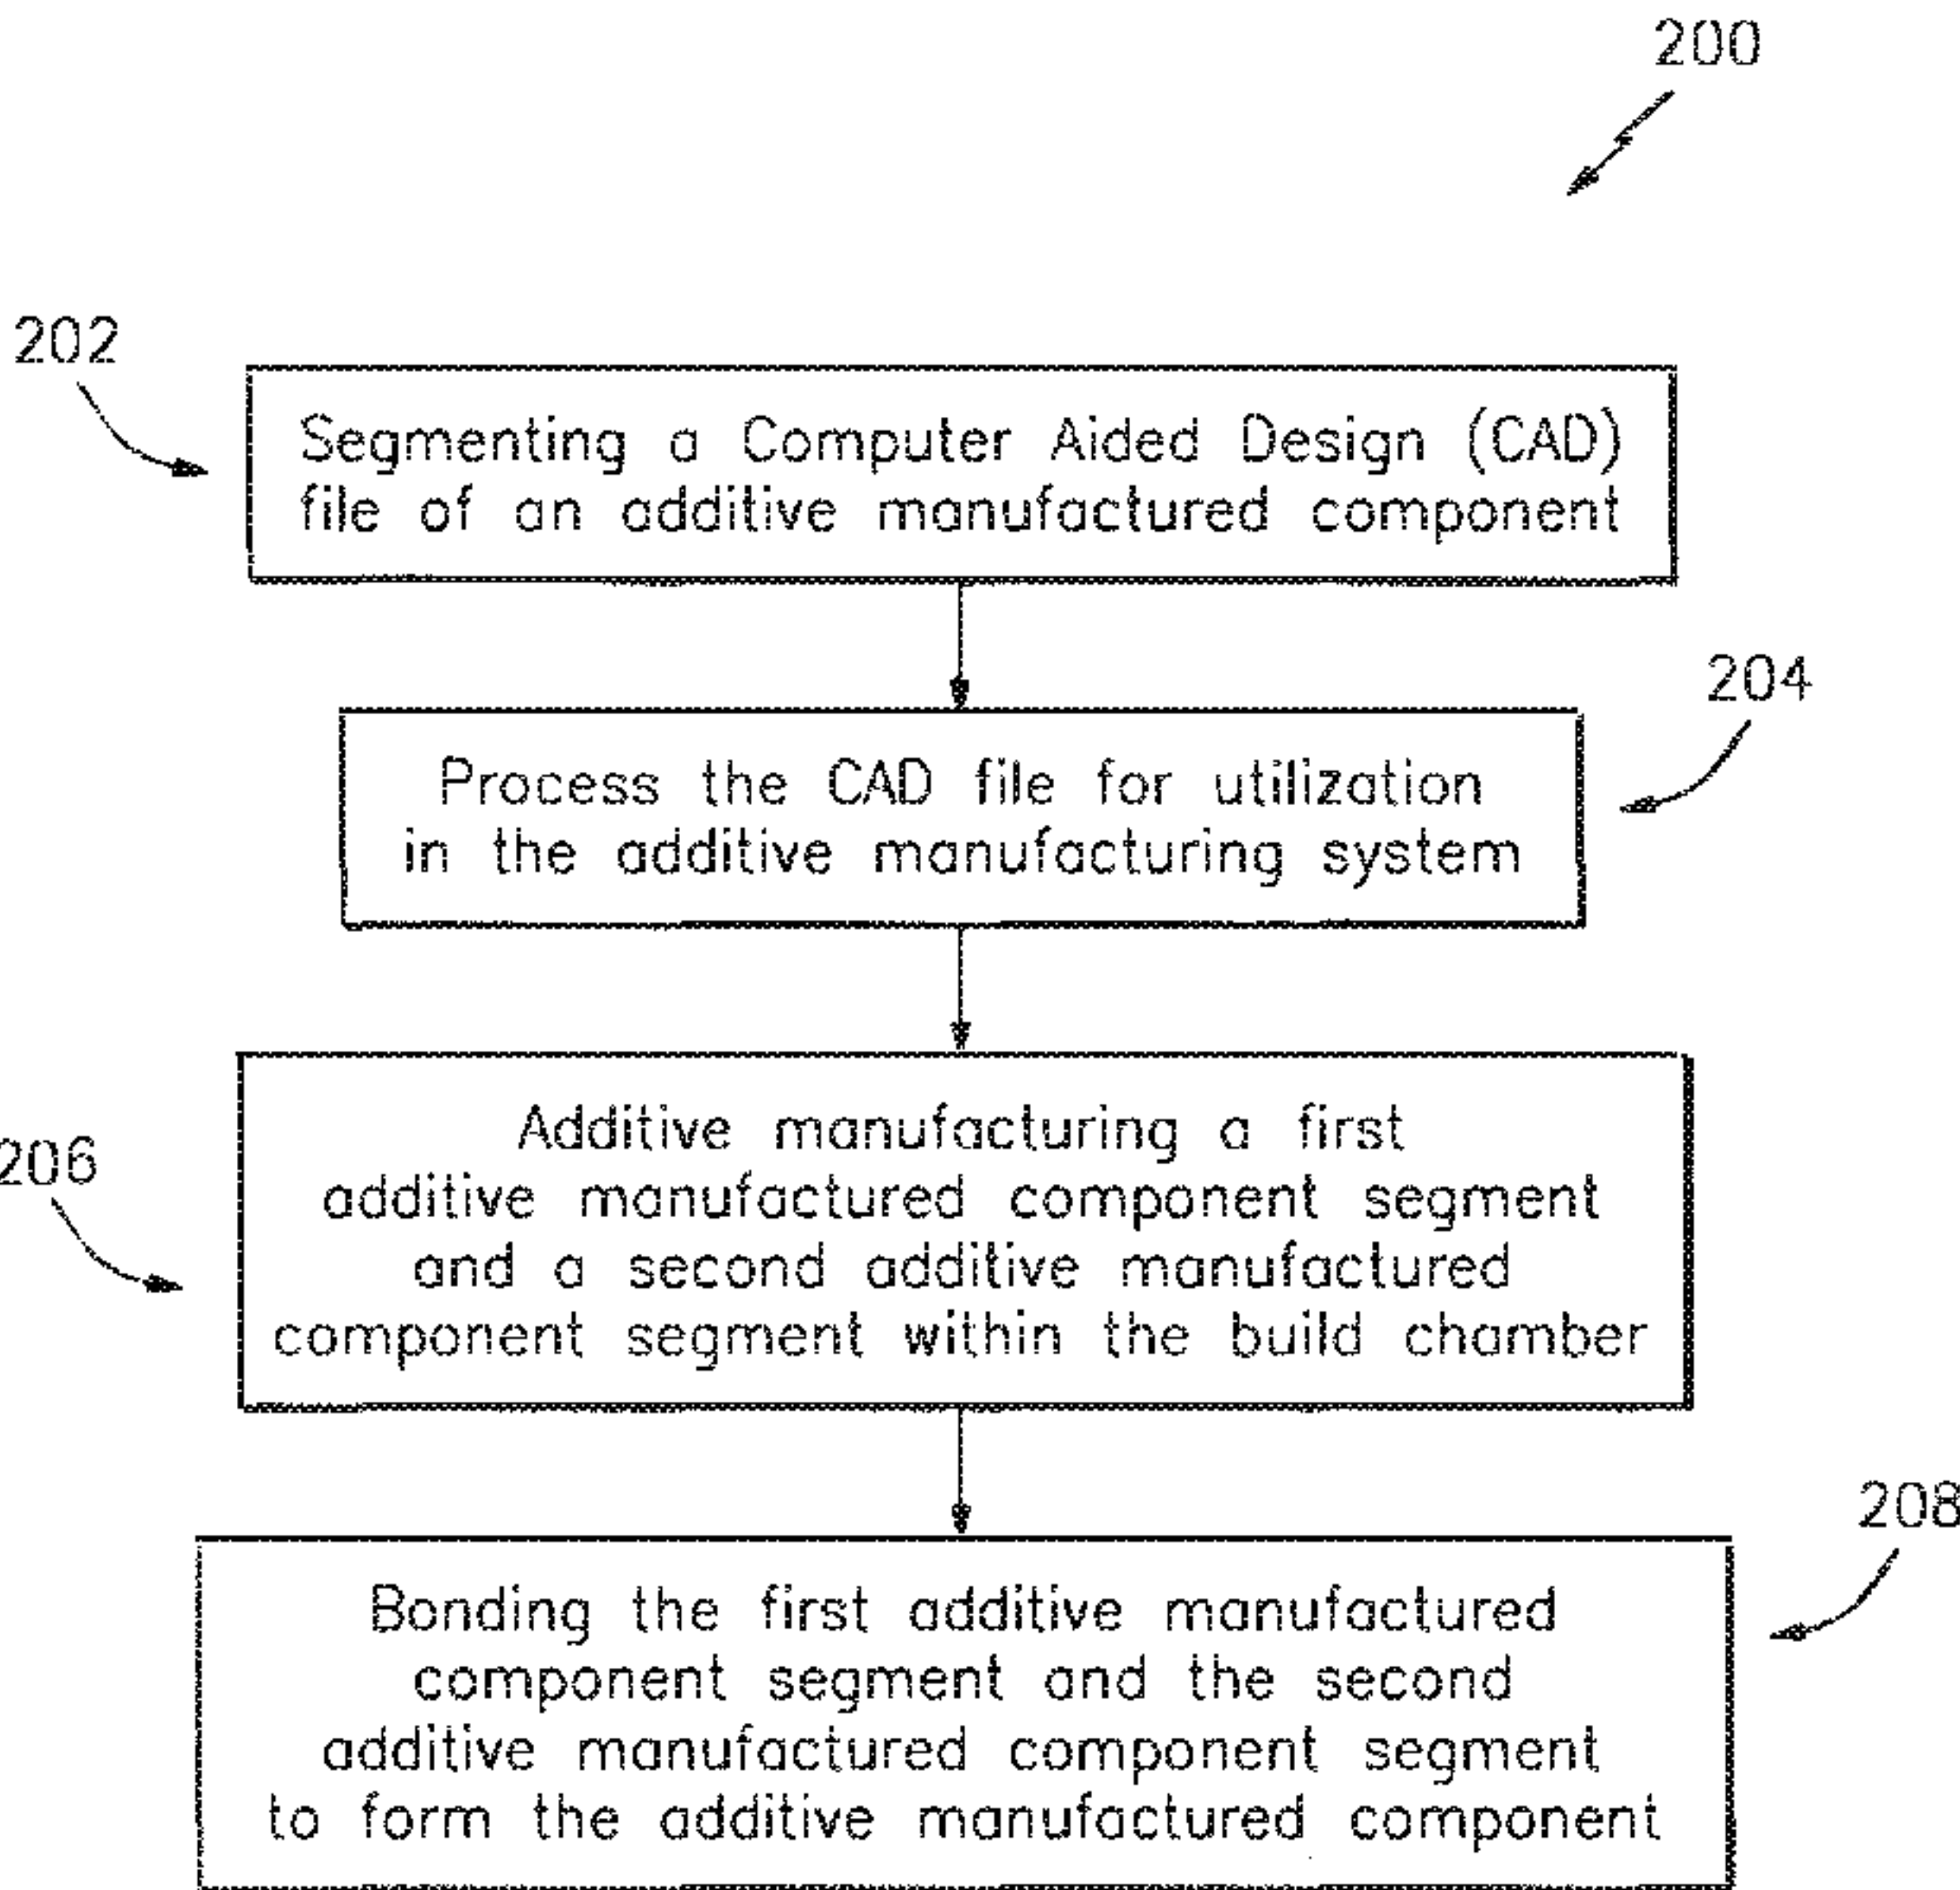 200
202
Segmenting a Computer Aided Design (CAD)
file of an additive manufactured component
204
Process the CAD file for utilization
in the additive manufacturing system
206
Additive manufacturing a first
additive manufactured component segment
and a second additive manufactured
component segment within the build chamber
208
Bonding the first additive manufactured
component segment and the second
additive manufactured component segment
to form the additive manufactured component